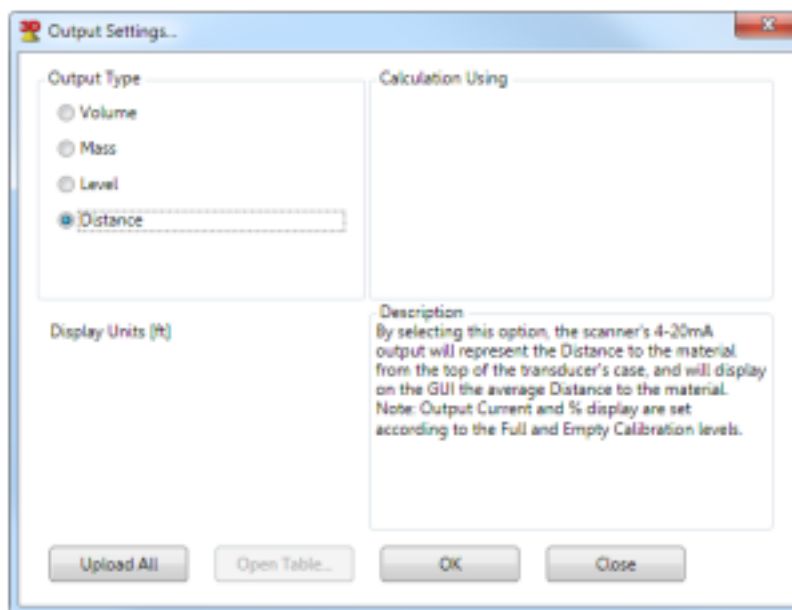 Output Settings...
Output Type
Volume
Mass
Level
Distance
Calculation Using
Display Units (ft)
Description
By selecting this option, the scanner's 4-20mA
output will represent the Distance to the material
from the top of the transducer's case, and will display
on the GUI the average Distance to the material.
Note: Output Current and % display are set
according to the Full and Empty Calibration levels.
Upload All
Open Table...
OK
Close